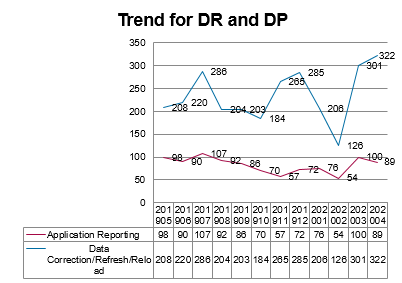 Trend for DR and DP
350
300
250
200
150
100
50
0
208 220 286 204 203 184 265 285 206 126 301 322
98 90 107 92 86 70 57 72 76 54 100 89
201905 201906 201907 201908 201909 201910 201911 201912 202001 202002 202003 202004
Application Reporting 98 90 107 92 86 70 57 72 76 54 100 89
Data
Correction/Refresh/Relo
ad 208 220 286 204 203 184 265 285 206 126 301 322